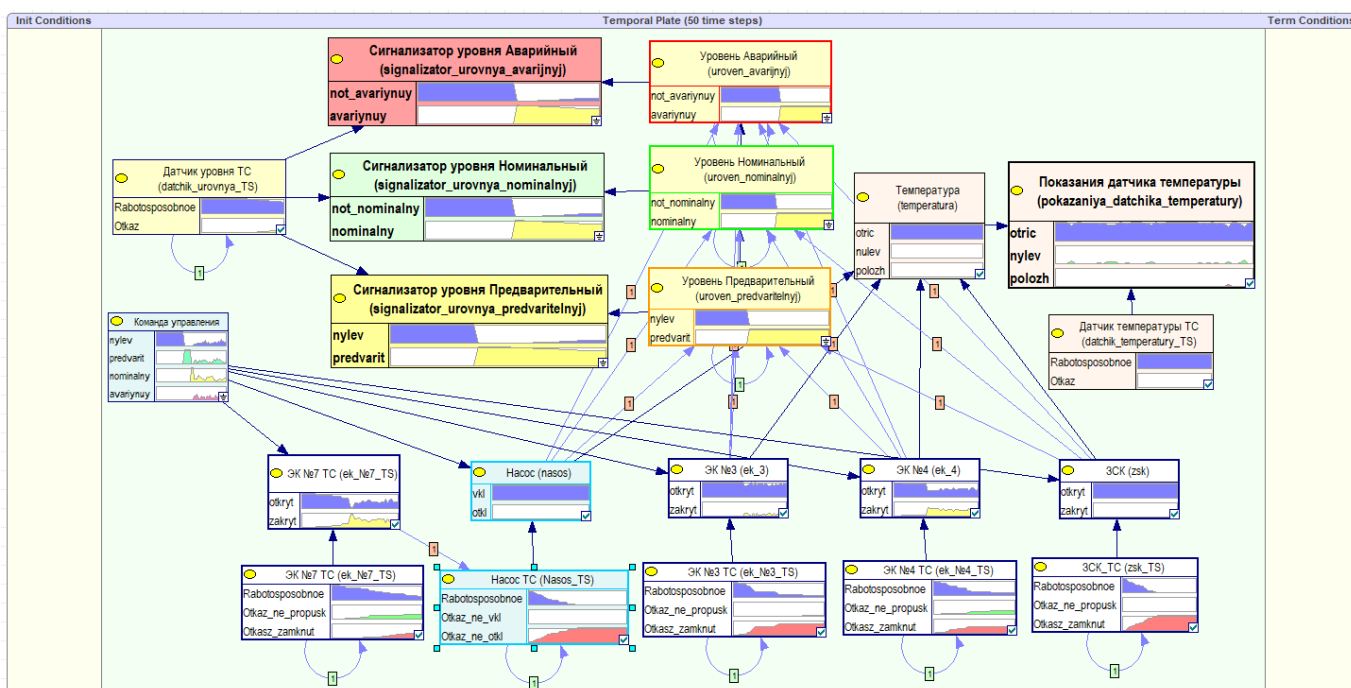 Init Conditions
Temporal Plate (50 time steps)
Term Conditions
Сигнализатор уровня Аварийный
(signalizator_urovnya_avarijnyj)
not_avariynuy
avariynuy
Уровень Аварийный
(uroven_avarijnyj)
not_avariynuy
avariynuy
Датчик уровня ТС
(datchik_urovnya_TS)
Rabotosposobnoe
Otkaz
1
Сигнализатор уровня Номинальный
(signalizator_urovnya_nominalnyj)
not_nominalny
nominalny
Уровень Номинальный
(uroven_nominalnyj)
not_nominalny
nominalny
1
Температура
(temperatura)
otric
nulev
polozh
Показания датчика температуры
(pokazaniya_datchika_temperatury)
otric
nylev
polozh
Сигнализатор уровня Предварительный
(signalizator_urovnya_predvaritelnyj)
nylev
predvarit
Уровень Предварительный
(uroven_predvaritelnyj)
nylev
predvarit
1
1
1
1
1
1
1
Датчик температуры ТС
(datchik_temperatury_TS)
Rabotosposobnoe
Otkaz
Команда управления
nylev
predvarit
nominalny
avariynuy
1
1
1
1
1
ЭК №7 ТС (ek_№7_TS)
otkryt
zakryt
Насос (nasos)
vkl
otkl
ЭК №3 (ek_3)
otkryt
zakryt
ЭК №4 (ek_4)
otkryt
zakryt
ЗСК (zsk)
otkryt
zakryt
1
ЭК №7 ТС (ek_№7_TS)
Rabotosposobnoe
Otkaz_ne_propusk
Otkasz_zamknut
1
Насос ТС (Nasos_TS)
Rabotosposobnoe
Otkaz_ne_vkl
Otkaz_ne_otkl
1
ЭК №3 ТС (ek_№3_TS)
Rabotosposobnoe
Otkaz_ne_propusk
Otkasz_zamknut
1
ЭК №4 ТС (ek_№4_TS)
Rabotosposobnoe
Otkaz_ne_propusk
Otkasz_zamknut
1
ЗСК_ТС (zsk_TS)
Rabotosposobnoe
Otkaz_ne_propusk
Otkasz_zamknut
1